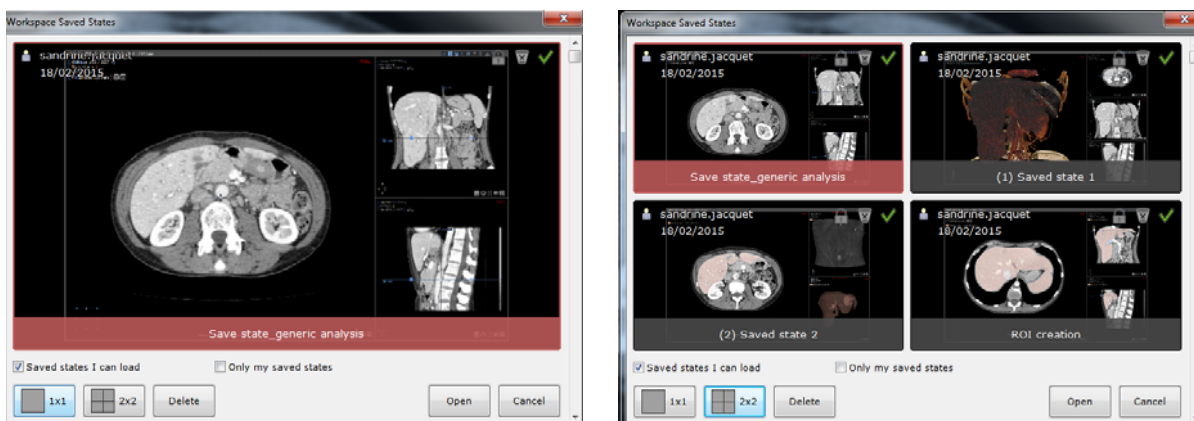 Workspace Saved States
sandrine.jacquet
18/02/2015
Save state_generic analysis
Saved states I can load
Only my saved states
1x1
2x2
Delete
Open
Cancel
Workspace Saved States
sandrine.jacquet
18/02/2015
Save state_generic analysis
sandrine.jacquet
18/02/2015
(1) Saved state 1
sandrine.jacquet
18/02/2015
(2) Saved state 2
sandrine.jacquet
18/02/2015
ROI creation
Saved states I can load
Only my saved states
1x1
2x2
Delete
Open
Cancel